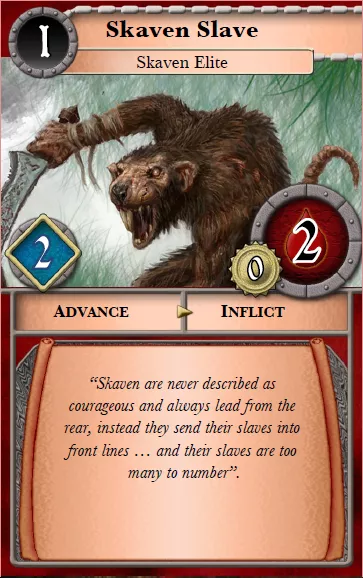 1
Skaven Slave
Skaven Elite
2
0
2
ADVANCE
INFLICT
“Skaven are never described as
courageous and always lead from the
rear, instead they send their slaves into
front lines … and their slaves are too
many to number”.